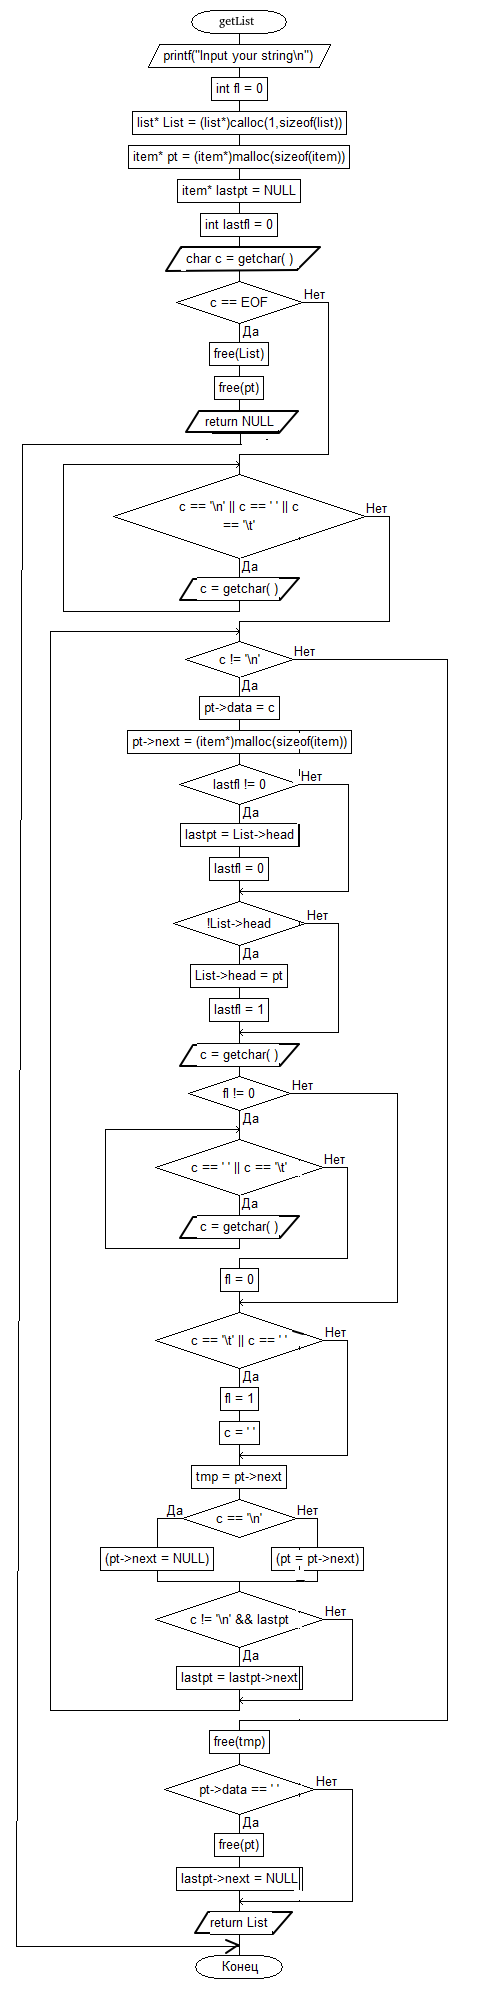 getList
printf("Input your string\n")
int fl = 0
list* List = (list*)calloc(1,sizeof(list))
item* pt = (item*)malloc(sizeof(item))
item* lastpt = NULL
int lastfl = 0
char c = getchar( )
c == EOF
Нет
Да
free(List)
free(pt)
return NULL
c == '\n' || c == ' ' || c
== '\t'
Нет
Да
c = getchar( )
c != '\n'
Нет
Да
pt->data = c
pt->next = (item*)malloc(sizeof(item))
lastfl != 0
Нет
Да
lastpt = List->head
lastfl = 0
!List->head
Нет
Да
List->head = pt
lastfl = 1
c = getchar( )
fl != 0
Нет
Да
c == ' ' || c == '\t'
Нет
Да
c = getchar( )
fl = 0
c == '\t' || c == ' '
Нет
Да
fl = 1
c = ' '
tmp = pt->next
Да
c == '\n'
Нет
(pt->next = NULL)
(pt = pt->next)
c != '\n' && lastpt
Нет
Да
lastpt = lastpt->next
free(tmp)
pt->data == ' '
Нет
Да
free(pt)
lastpt->next = NULL
return List
Конец